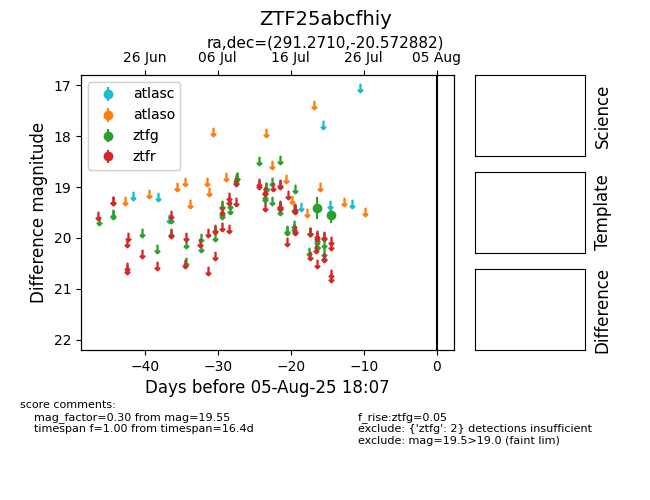 ZTF25abcfhiy
ra,dec=(291.2710,-20.572882)
26 Jun 06 Jul 16 Jul 26 Jul 05 Aug
17
18
19
20
21
22
Difference magnitude
atlasc
atlaso
ztfg
ztfr
Science
Template
Difference
−40 −30 −20 −10 0
Days before 05-Aug-25 18:07
score comments:
mag_factor=0.30 from mag=19.55
timespan f=1.00 from timespan=16.4d
f_rise:ztfg=0.05
exclude: {'ztfg': 2} detections insufficient
exclude: mag=19.5>19.0 (faint lim)